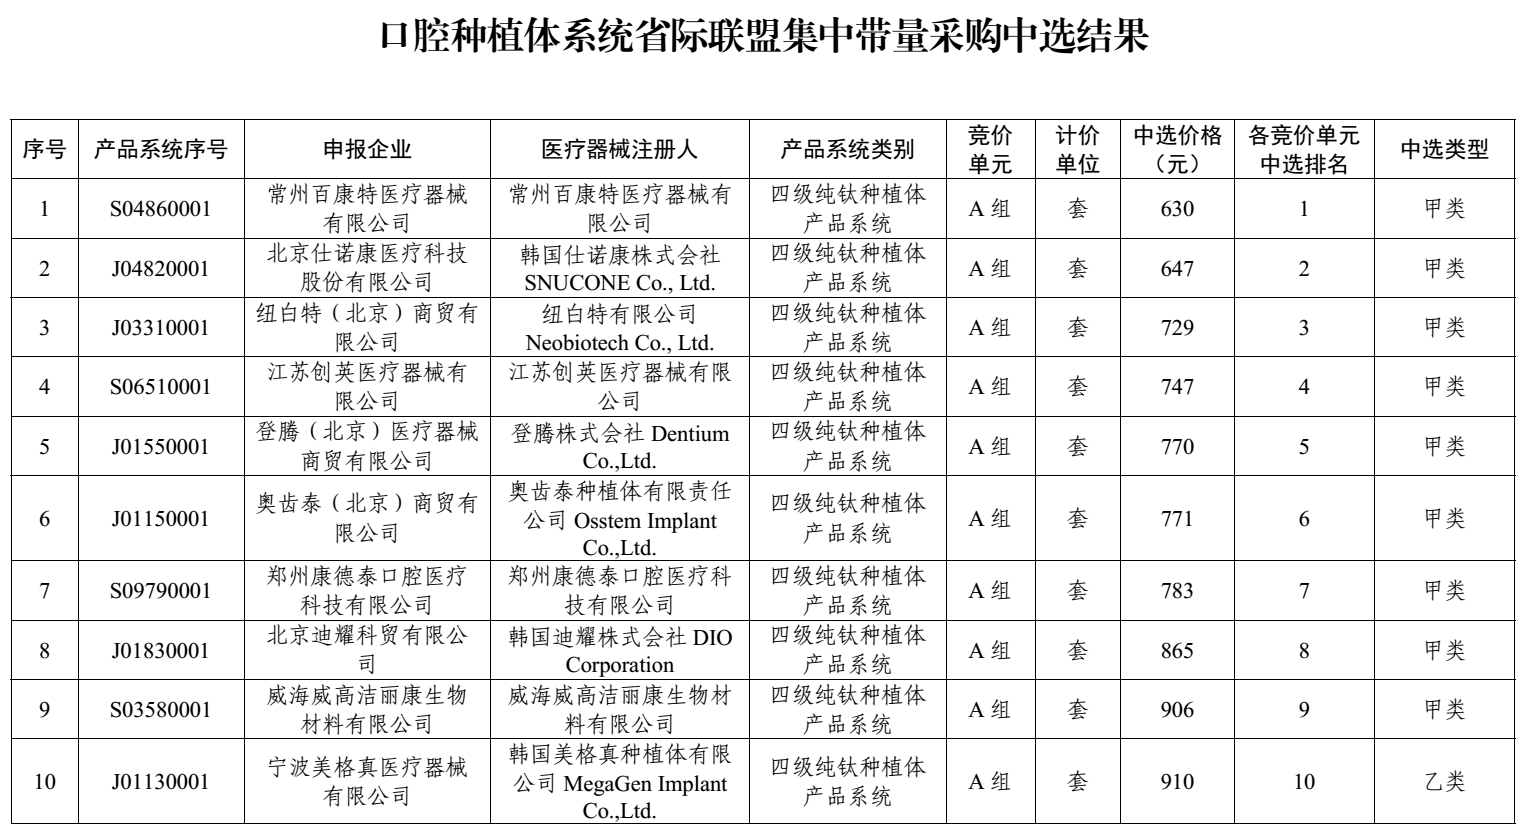 口腔种植体系统省际联盟集中带量采购中选结果
序号 产品系统序号 申报企业 医疗器械注册人 产品系统类别 竞价 计价 中选价格 各竞价单元 中选类型
单元 单位 （元） 中选排名
1 S04860001 常州百康特医疗器械 常州百康特医疗器械有 四级纯钛种植体 A 组 套 630 1 甲类
有限公司 限公司 产品系统
2 J04820001 北京仕诺康医疗科技 韩国仕诺康株式会社 四级纯钛种植体 A 组 套 647 2 甲类
股份有限公司 SNUCONE Co., Ltd. 产品系统
3 J03310001 纽白特（北京）商贸有 纽白特有限公司 四级纯钛种植体 A 组 套 729 3 甲类
限公司 Neobiotech Co., Ltd. 产品系统
4 S06510001 江苏创英医疗器械有 江苏创英医疗器械有限 四级纯钛种植体 A 组 套 747 4 甲类
限公司 公司 产品系统
5 J01550001 登腾（北京）医疗器械 登腾株式会社 Dentium 四级纯钛种植体 A 组 套 770 5 甲类
商贸有限公司 Co.,Ltd. 产品系统
6 J01150001 奥齿泰（北京）商贸有 奥齿泰种植体有限责任 四级纯钛种植体 A 组 套 771 6 甲类
限公司 公司 Osstem Implant 产品系统
Co.,Ltd.
7 S09790001 郑州康德泰口腔医疗 郑州康德泰口腔医疗科 四级纯钛种植体 A 组 套 783 7 甲类
科技有限公司 技有限公司 产品系统
8 J01830001 北京迪耀科贸有限公 韩国迪耀株式会社 DIO 四级纯钛种植体 A 组 套 865 8 甲类
司 Corporation 产品系统
9 S03580001 威海威高洁丽康生物 威海威高洁丽康生物材 四级纯钛种植体 A 组 套 906 9 甲类
材料有限公司 料有限公司 产品系统
10 J01130001 宁波美格真医疗器械 韩国美格真种植体有限 四级纯钛种植体 A 组 套 910 10 乙类
有限公司 公司 MegaGen Implant 产品系统
Co.,Ltd.